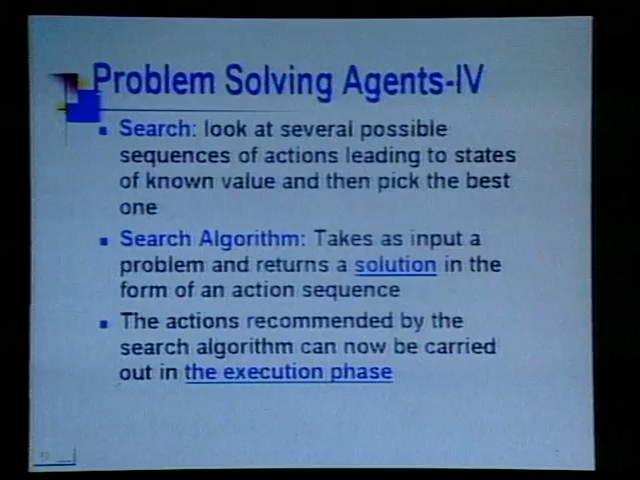 Problem Solving Agents-IV
Search: look at several possible
sequences of actions leading to states
of known value and then pick the best
one
Search Algorithm: Takes as input a
problem and returns a solution in the
form of an action sequence
The actions recommended by the
search algorithm can now be carried
out in the execution phase